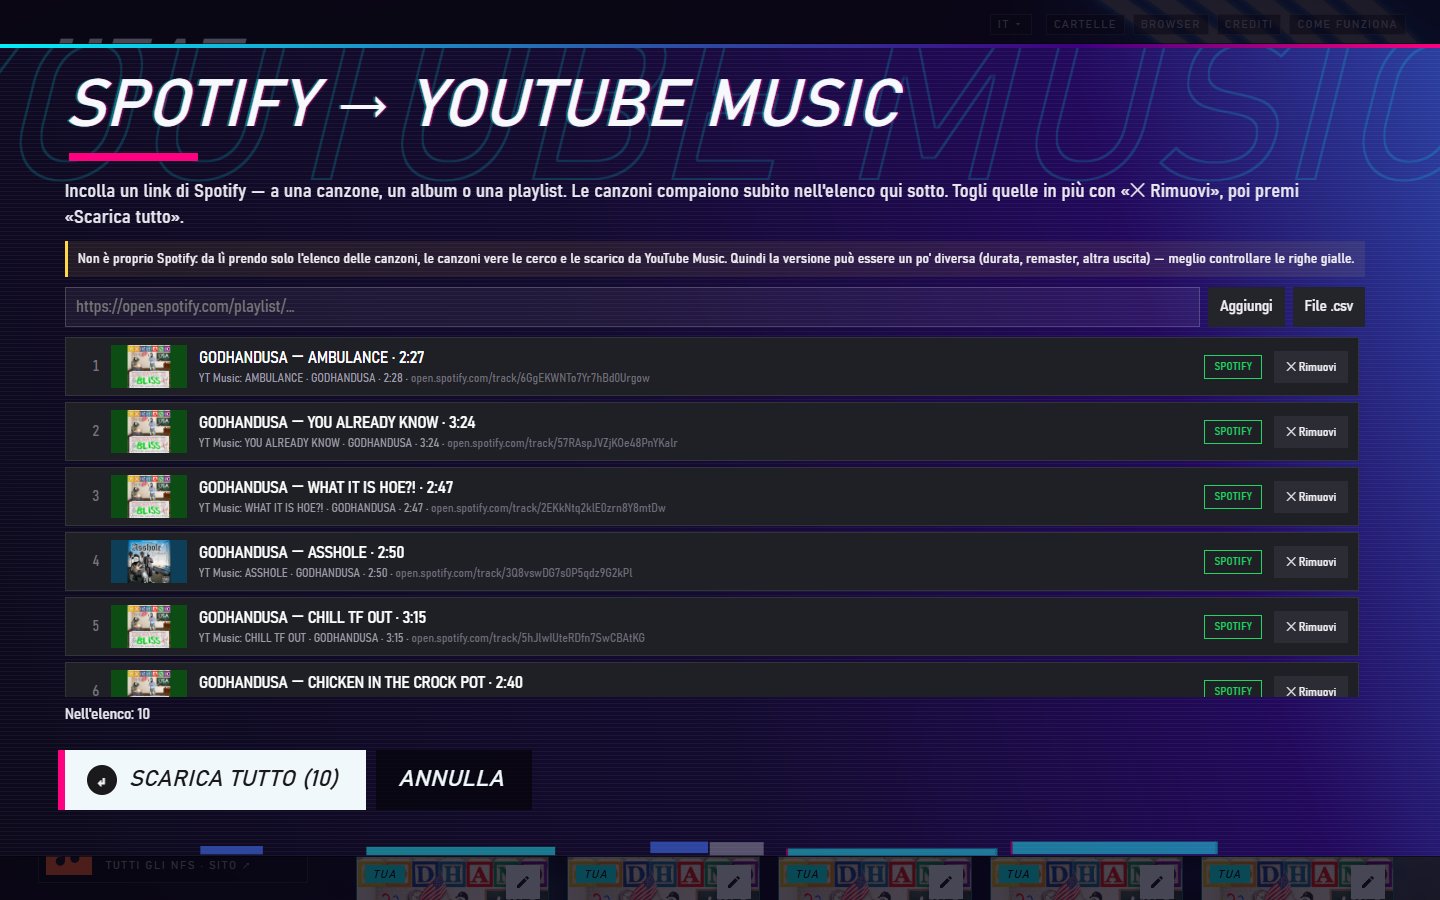 IT
CARTELLE
BROWSER
CREDITI
COME FUNZIONA
SPOTIFY → YOUTUBE MUSIC
Incolla un link di Spotify — a una canzone, un album o una playlist. Le canzoni compaiono subito nell'elenco qui sotto. Togli quelle in più con «✕ Rimuovi», poi premi
«Scarica tutto».
Non è proprio Spotify: da lì prendo solo l'elenco delle canzoni, le canzoni vere le cerco e le scarico da YouTube Music. Quindi la versione può essere un po' diversa (durata, remaster, altra uscita) — meglio controllare le righe gialle.
https://open.spotify.com/playlist/...
Aggiungi
File .csv
1
GODHANDUSA — AMBULANCE · 2:27
YT Music: AMBULANCE · GODHANDUSA · 2:28 · open.spotify.com/track/6GgEKWNTo7Yr7hBd0Urgow
SPOTIFY
✕ Rimuovi
2
GODHANDUSA — YOU ALREADY KNOW · 3:24
YT Music: YOU ALREADY KNOW · GODHANDUSA · 3:24 · open.spotify.com/track/57RAspJVZjKOe48PnYKalr
SPOTIFY
✕ Rimuovi
3
GODHANDUSA — WHAT IT IS HOE?! · 2:47
YT Music: WHAT IT IS HOE?! · GODHANDUSA · 2:47 · open.spotify.com/track/2EKkNtq2klE0zrn8Y8mtDw
SPOTIFY
✕ Rimuovi
4
GODHANDUSA — ASSHOLE · 2:50
YT Music: ASSHOLE · GODHANDUSA · 2:50 · open.spotify.com/track/3Q8vswDG7s0P5qdz9G2kPl
SPOTIFY
✕ Rimuovi
5
GODHANDUSA — CHILL TF OUT · 3:15
YT Music: CHILL TF OUT · GODHANDUSA · 3:15 · open.spotify.com/track/5hJlwIUteRDfn7SwCBAtKG
SPOTIFY
✕ Rimuovi
6
GODHANDUSA — CHICKEN IN THE CROCK POT · 2:40
SPOTIFY
✕ Rimuovi
Nell'elenco: 10
SCARICA TUTTO (10)
ANNULLA
TUTTI GLI NFS · SITO ↗
TUA
TUA
TUA
TUA
TUA